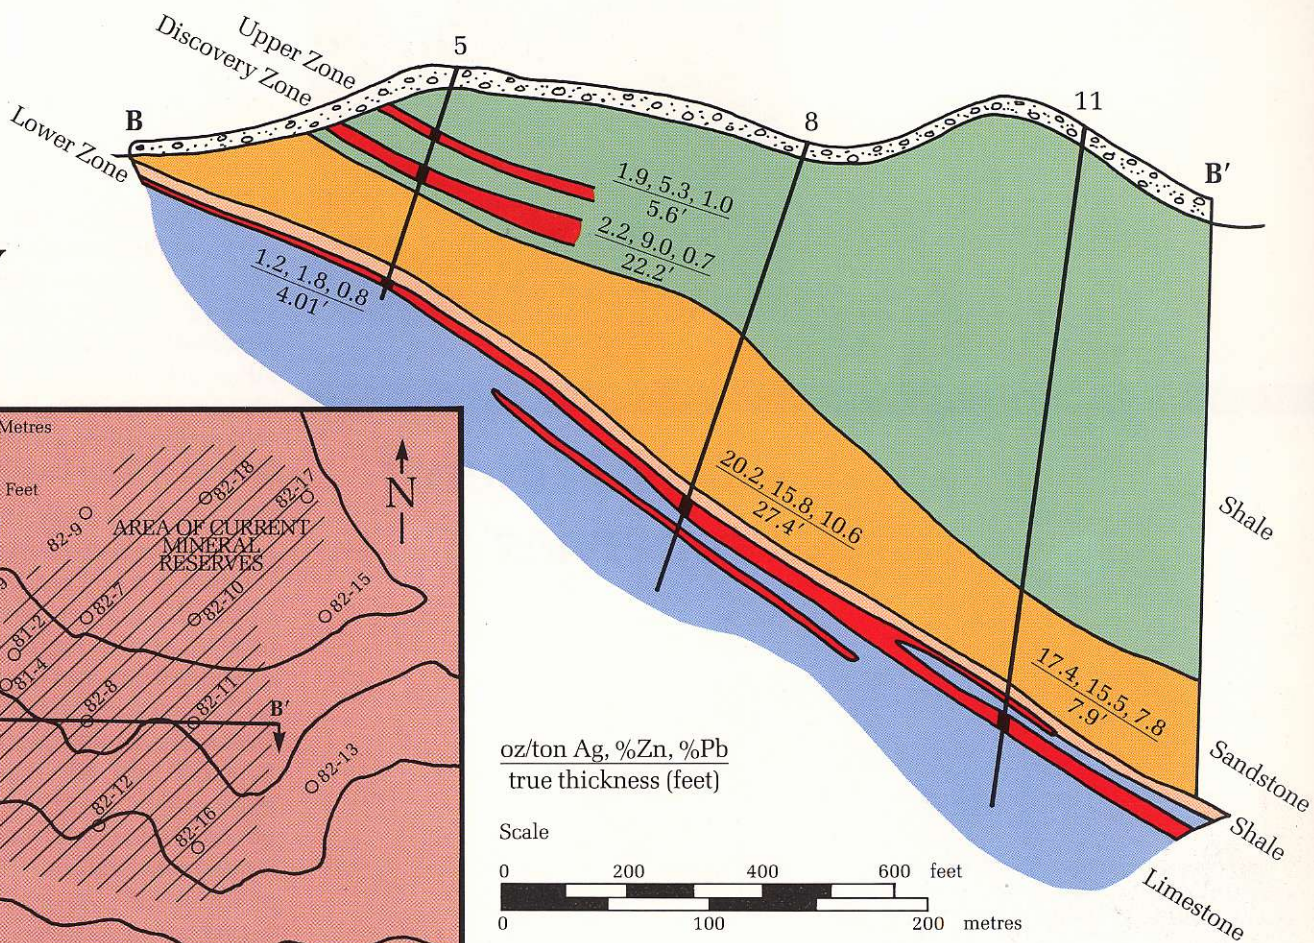 Upper Zone
Discovery Zone
Lower Zone
B
5
8
11
B′
1.9, 5.3, 1.0
5.6′
2.2, 9.0, 0.7
22.2′
1.2, 1.8, 0.8
4.01′
20.2, 15.8, 10.6
27.4′
17.4, 15.5, 7.8
7.9′
Shale
Sandstone
Shale
Limestone
oz/ton Ag, %Zn, %Pb
true thickness (feet)
Scale
0 200 400 600 feet
0 100 200 metres
Metres
Feet
N
82-18
82-17
82-9
AREA OF CURRENT
MINERAL
RESERVES
82-7
82-10
82-15
81-2
81-4
82-8
82-11
B′
82-13
82-12
82-16